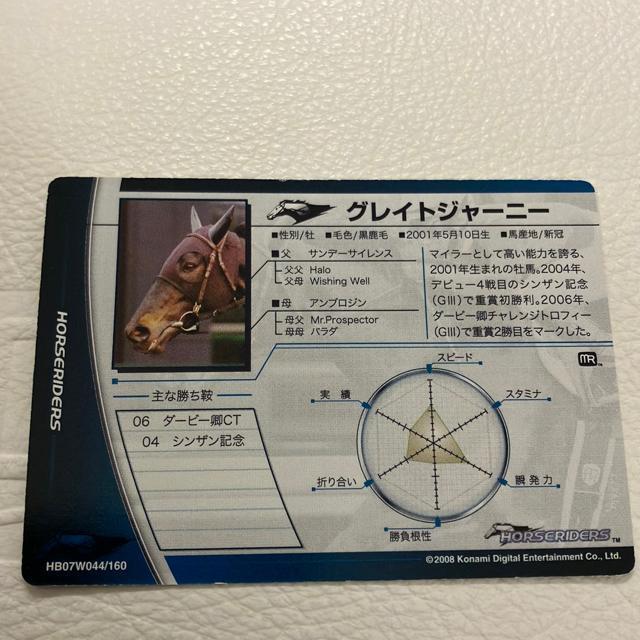 グレイトジャーニー
■性別/牡 ■毛色/黒鹿毛 ■2001年5月10日生 ■馬産地/新冠
■父 サンデーサイレンス
父父 Halo
父母 Wishing Well
■母 アンブロジン
母父 Mr.Prospector
母母 バラダ
マイラーとして高い能力を誇る、
2001年生まれの牡馬。2004年、
デビュー4戦目のシンザン記念
(GⅢ)で重賞初勝利。2006年、
ダービー卿チャレンジトロフィー
(GⅢ)で重賞2勝目をマークした。
MR™
HORSERIDERS
主な勝ち鞍
06 ダービー卿CT
04 シンザン記念
スピード
実績
スタミナ
折り合い
瞬発力
勝負根性
HORSERIDERS™
HB07W044/160
©2008 Konami Digital Entertainment Co., Ltd.